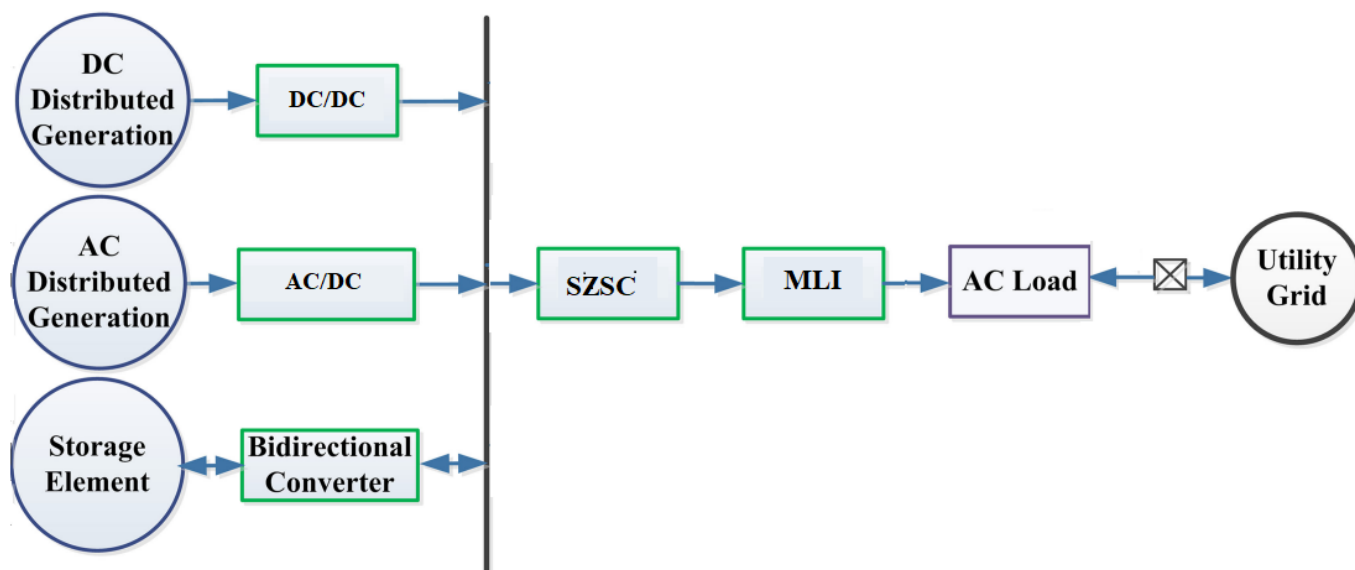 DC
Distributed
Generation
DC/DC
AC
Distributed
Generation
AC/DC
SZSC
MLI
AC Load
Utility
Grid
Storage
Element
Bidirectional
Converter